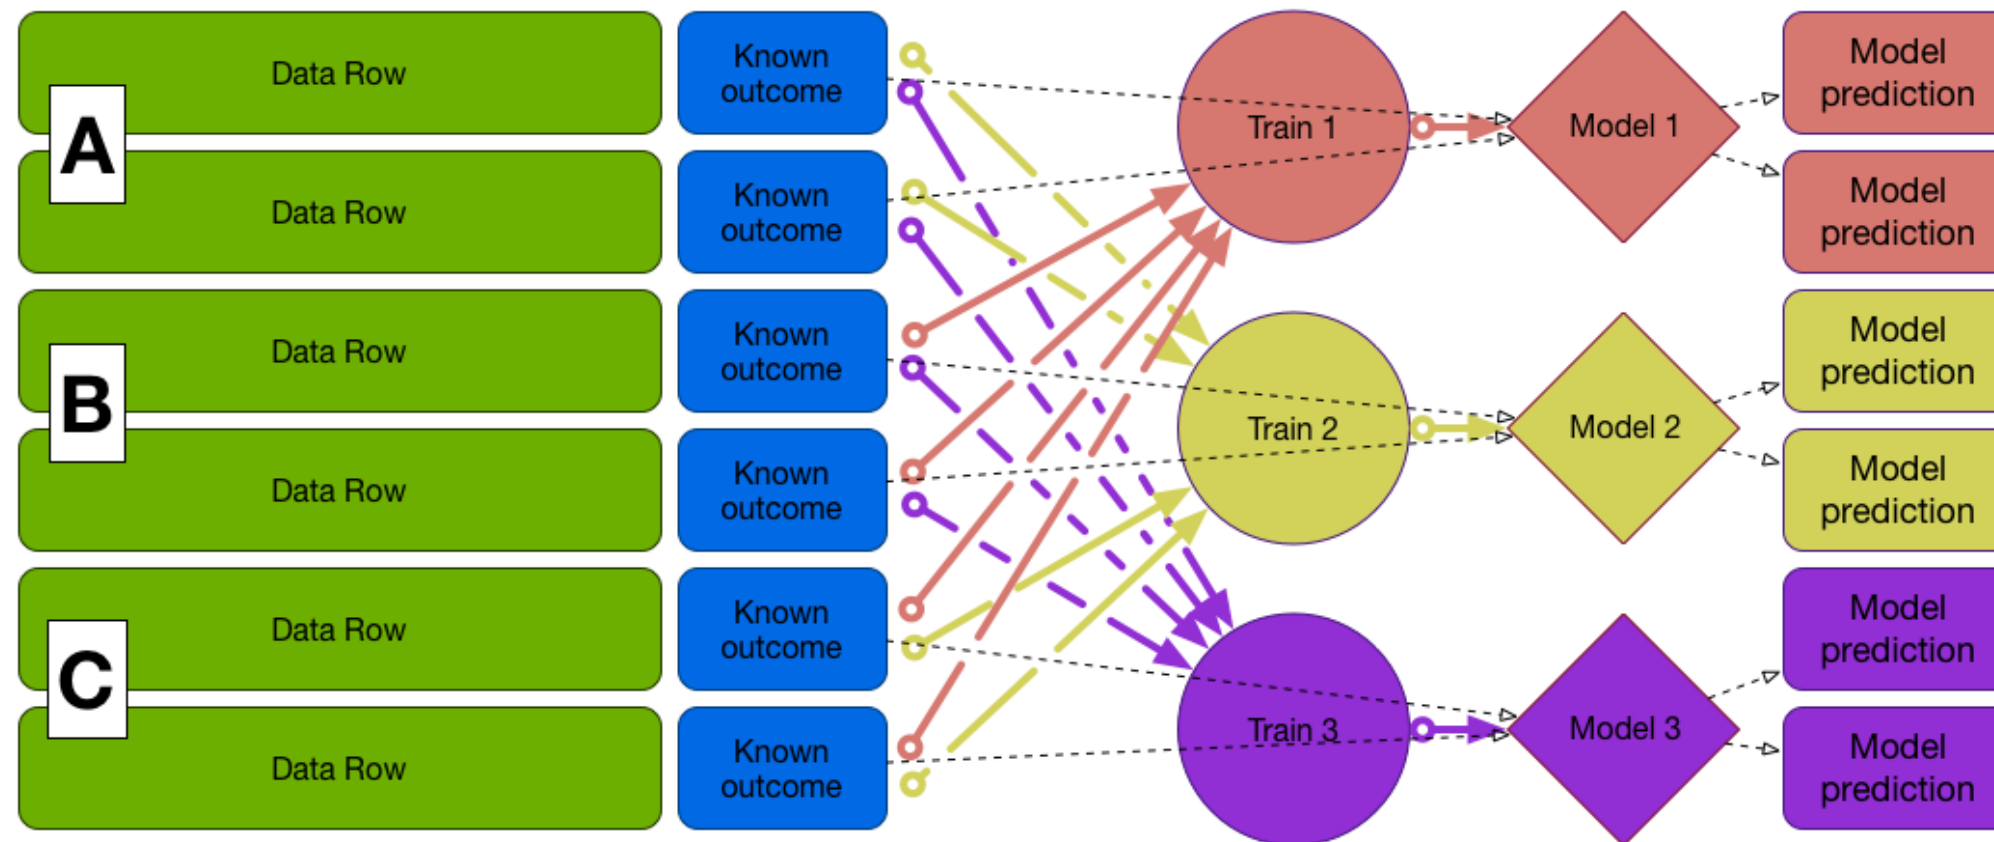 A
B
C
Data Row
Data Row
Data Row
Data Row
Data Row
Data Row
Known
outcome
Known
outcome
Known
outcome
Known
outcome
Known
outcome
Known
outcome
Train 1
Train 2
Train 3
Model 1
Model 2
Model 3
Model
prediction
Model
prediction
Model
prediction
Model
prediction
Model
prediction
Model
prediction